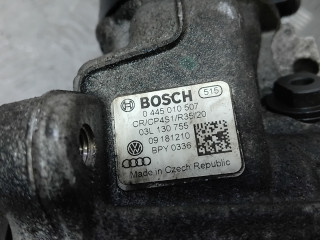 BOSCH 515
0 445 010 507
CR/CP4S1/R35/20
03L 130 755
09181210
BPY 0336
Made in Czech Republic